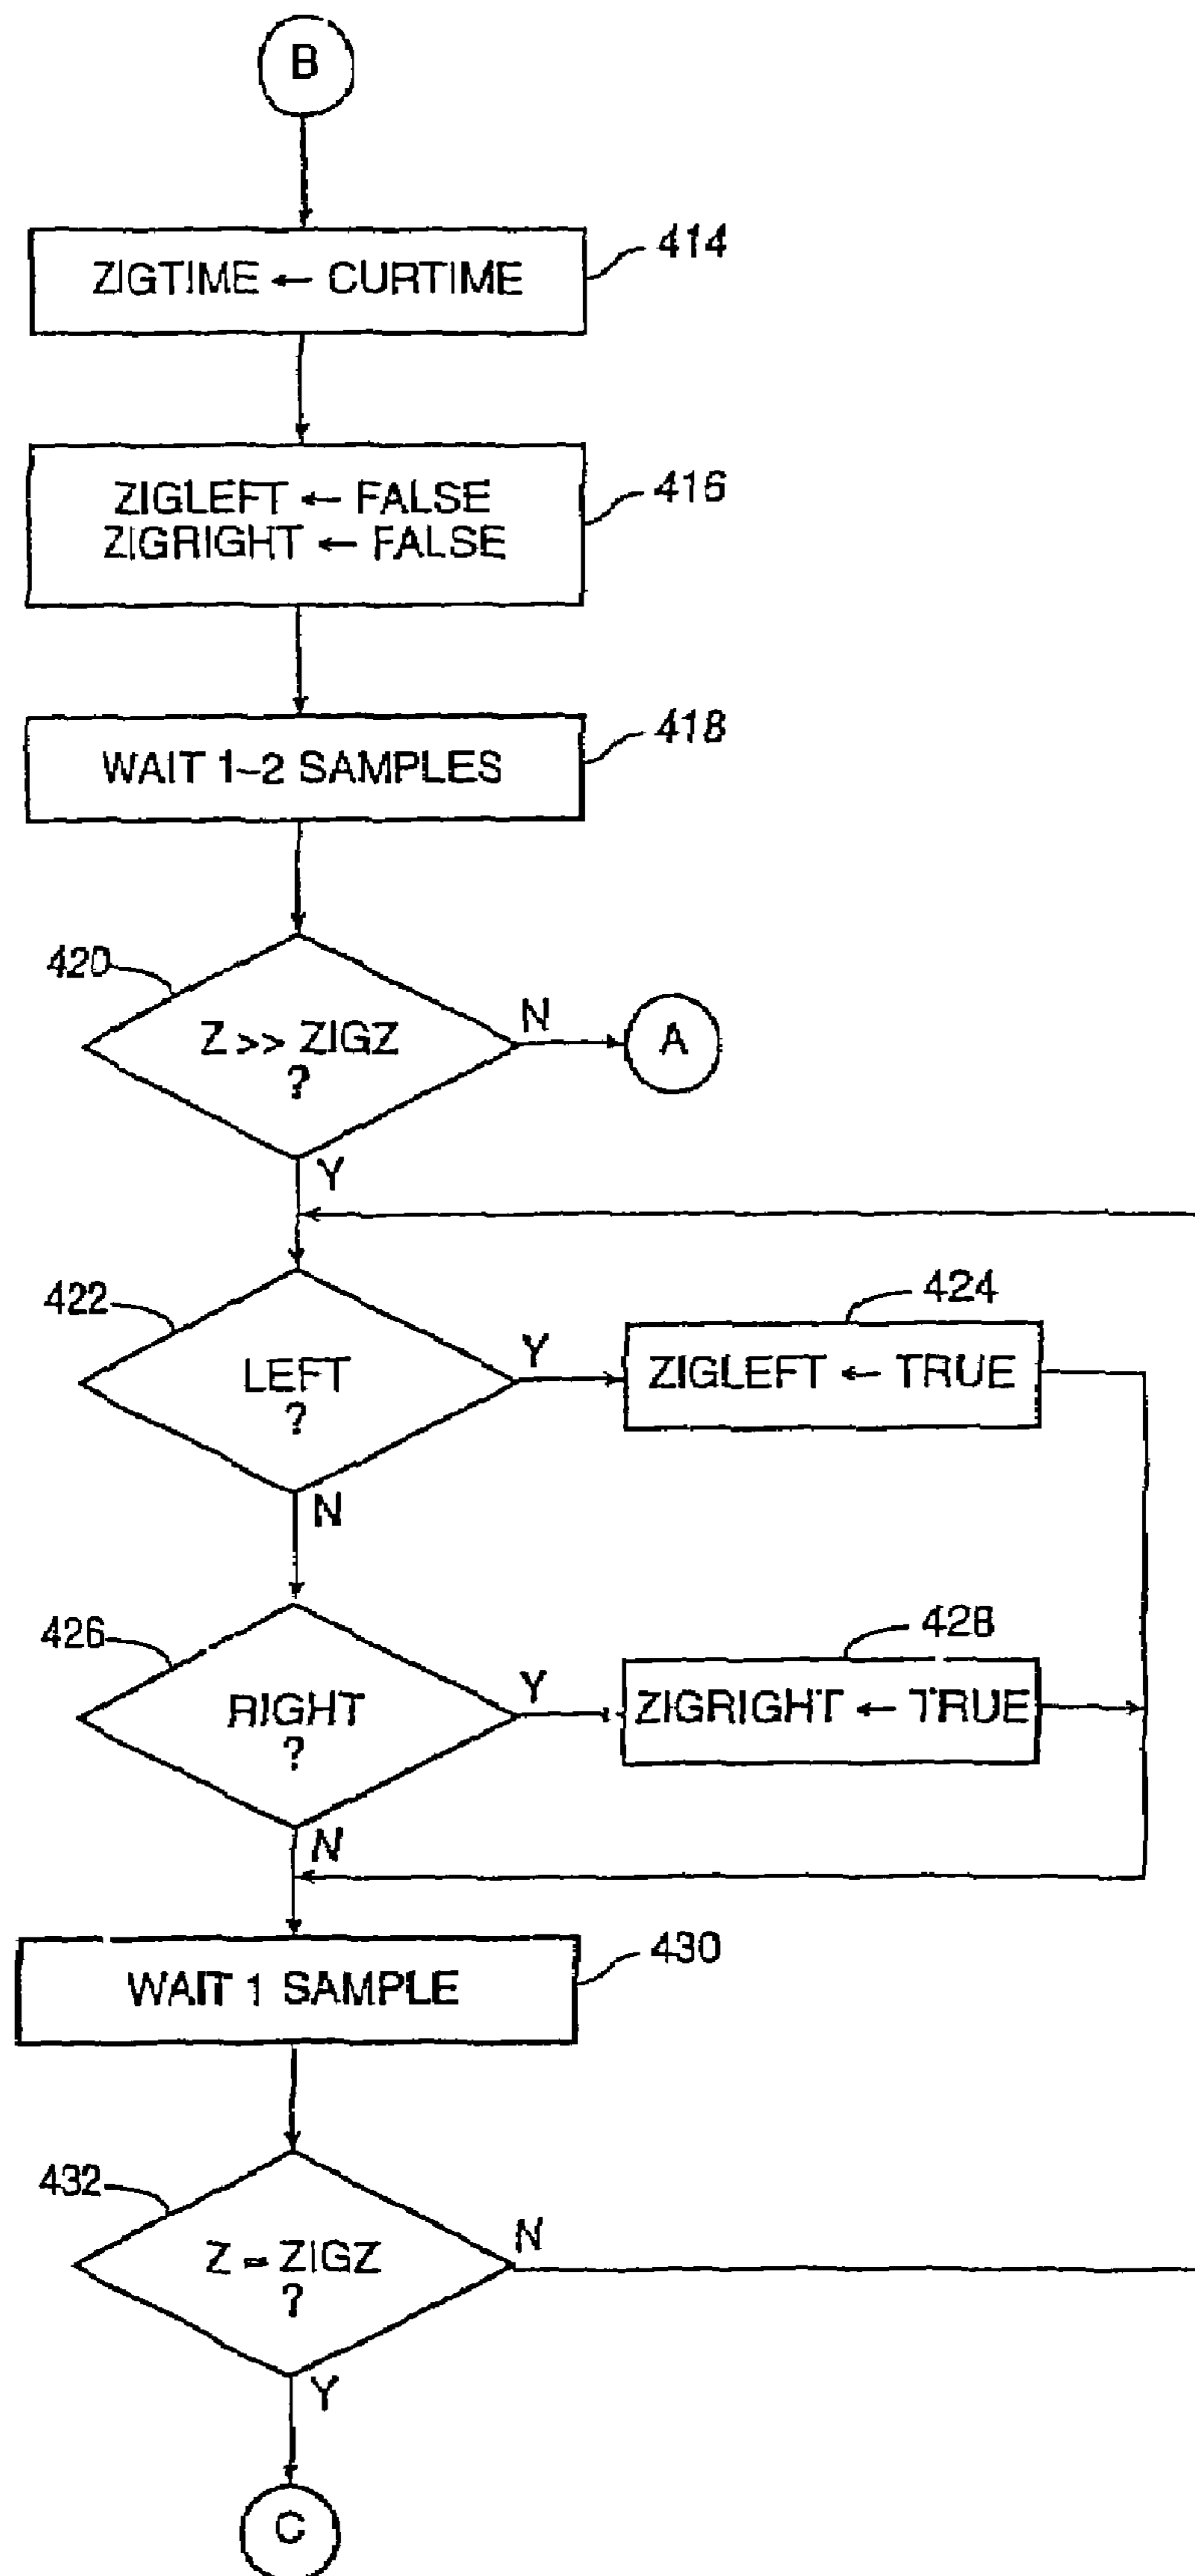 B
414
ZIGTIME ← CURTIME
416
ZIGLEFT ← FALSE
ZIGRIGHT ← FALSE
418
WAIT 1–2 SAMPLES
420
Z >> ZIGZ
?
N
A
Y
422
LEFT
?
Y
424
ZIGLEFT ← TRUE
N
426
RIGHT
?
Y
428
ZIGRIGHT ← TRUE
N
430
WAIT 1 SAMPLE
432
Z = ZIGZ
?
N
Y
C